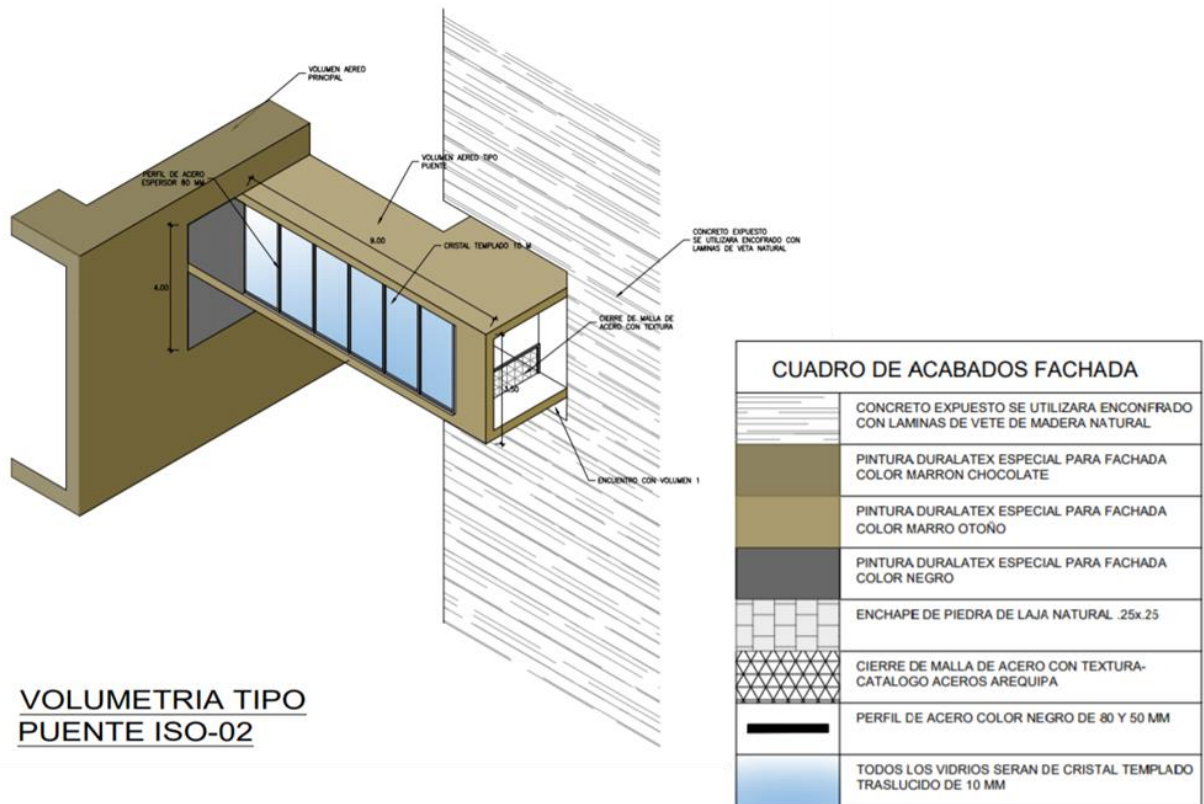 VOLUMEN AEREO
PRINCIPAL
VOLUMEN AEREO TIPO
PUENTE
PERFIL DE ACERO
ESPERSOR 80 MM
9.00
CRISTAL TEMPLADO 10 M
4.00
CONCRETO EXPUESTO
SE UTILIZARA ENCOFRADO CON
LAMINAS DE VETA NATURAL
CIERRE DE MALLA DE
ACERO CON TEXTURA
3.50
ENCUENTRO CON VOLUMEN 1
VOLUMETRIA TIPO
PUENTE ISO-02
CUADRO DE ACABADOS FACHADA
CONCRETO EXPUESTO SE UTILIZARA ENCONFRADO
CON LAMINAS DE VETE DE MADERA NATURAL
PINTURA DURALATEX ESPECIAL PARA FACHADA
COLOR MARRON CHOCOLATE
PINTURA DURALATEX ESPECIAL PARA FACHADA
COLOR MARRO OTOÑO
PINTURA DURALATEX ESPECIAL PARA FACHADA
COLOR NEGRO
ENCHAPE DE PIEDRA DE LAJA NATURAL .25x.25
CIERRE DE MALLA DE ACERO CON TEXTURA-
CATALOGO ACEROS AREQUIPA
PERFIL DE ACERO COLOR NEGRO DE 80 Y 50 MM
TODOS LOS VIDRIOS SERAN DE CRISTAL TEMPLADO
TRASLUCIDO DE 10 MM